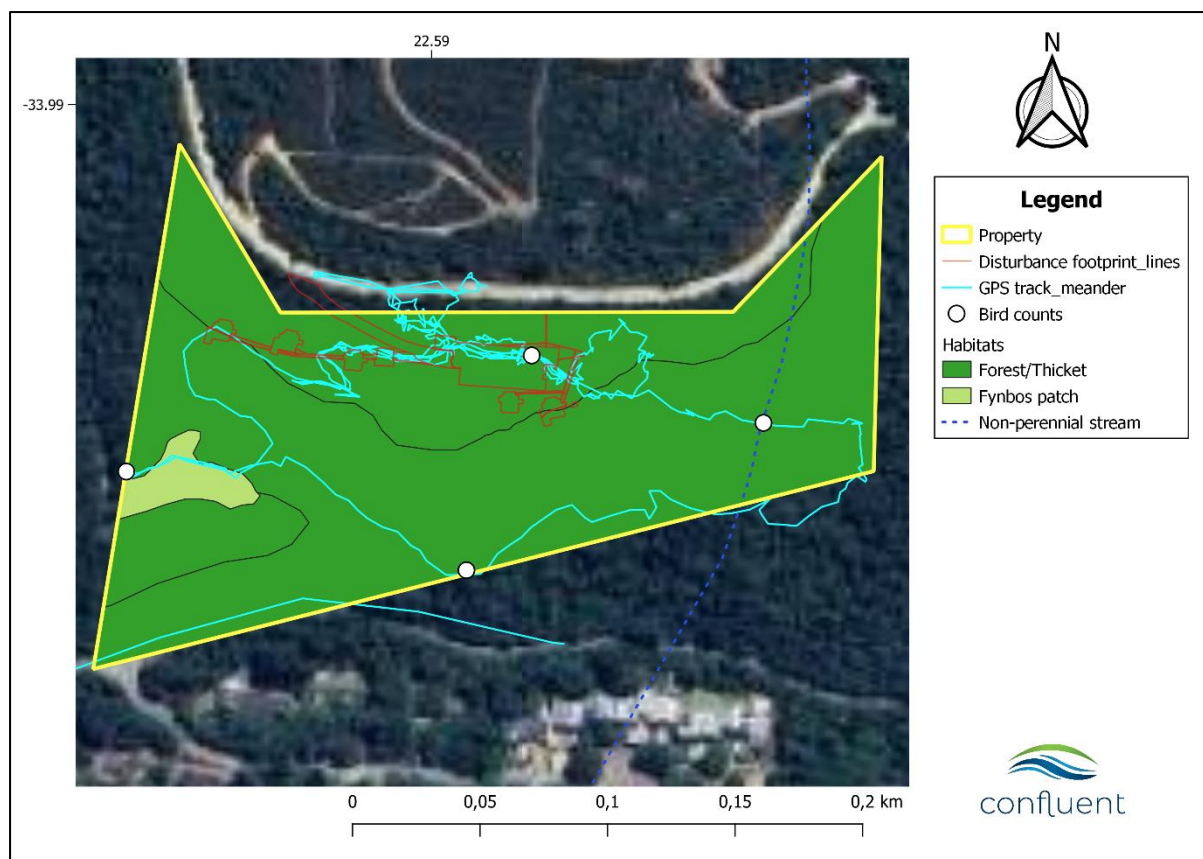 22.59
-33.99
N
Legend
Property
Disturbance footprint_lines
GPS track_meander
Bird counts
Habitats
Forest/Thicket
Fynbos patch
Non-perennial stream
confluent
0 0,05 0,1 0,15 0,2 km